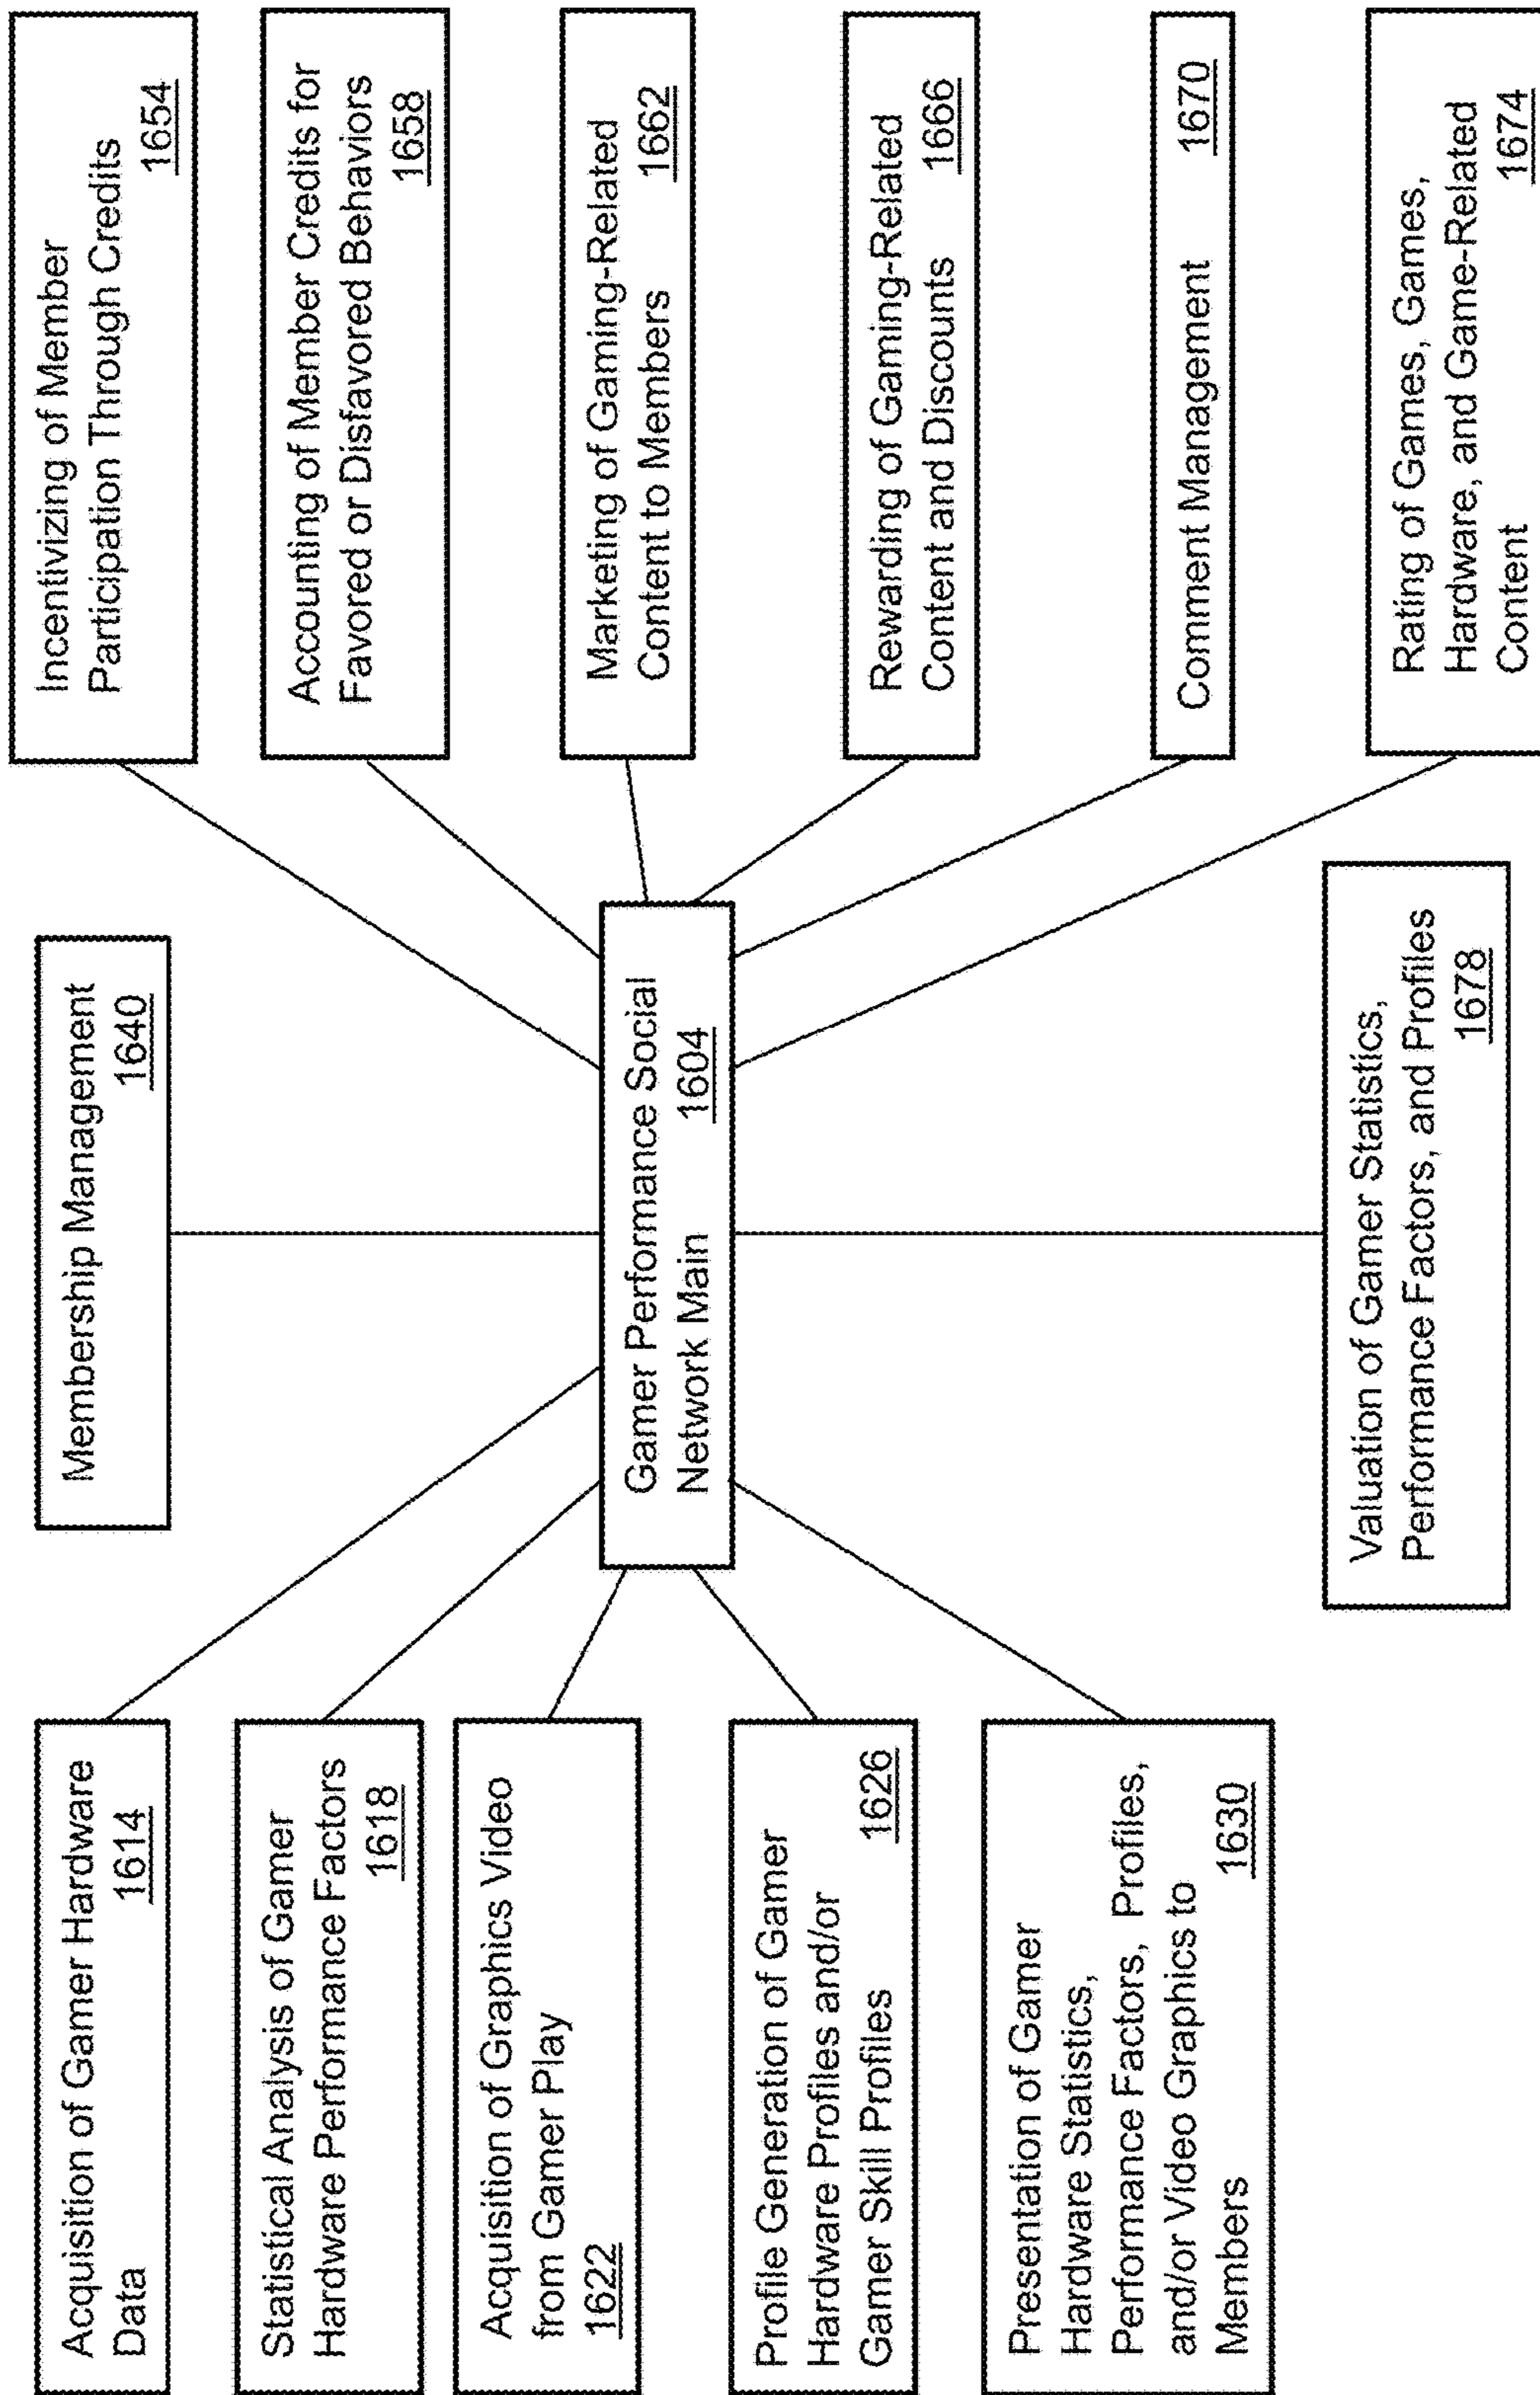 Acquisition of Gamer Hardware
Data 1614
Statistical Analysis of Gamer
Hardware Performance Factors
1618
Acquisition of Graphics Video
from Gamer Play
1622
Profile Generation of Gamer
Hardware Profiles and/or
Gamer Skill Profiles 1626
Presentation of Gamer
Hardware Statistics,
Performance Factors, Profiles,
and/or Video Graphics to
Members 1630
Membership Management
1640
Gamer Performance Social
Network Main 1604
Valuation of Gamer Statistics,
Performance Factors, and Profiles
1678
Incentivizing of Member
Participation Through Credits
1654
Accounting of Member Credits for
Favored or Disfavored Behaviors
1658
Marketing of Gaming-Related
Content to Members 1662
Rewarding of Gaming-Related
Content and Discounts 1666
Comment Management 1670
Rating of Games, Games,
Hardware, and Game-Related
Content 1674